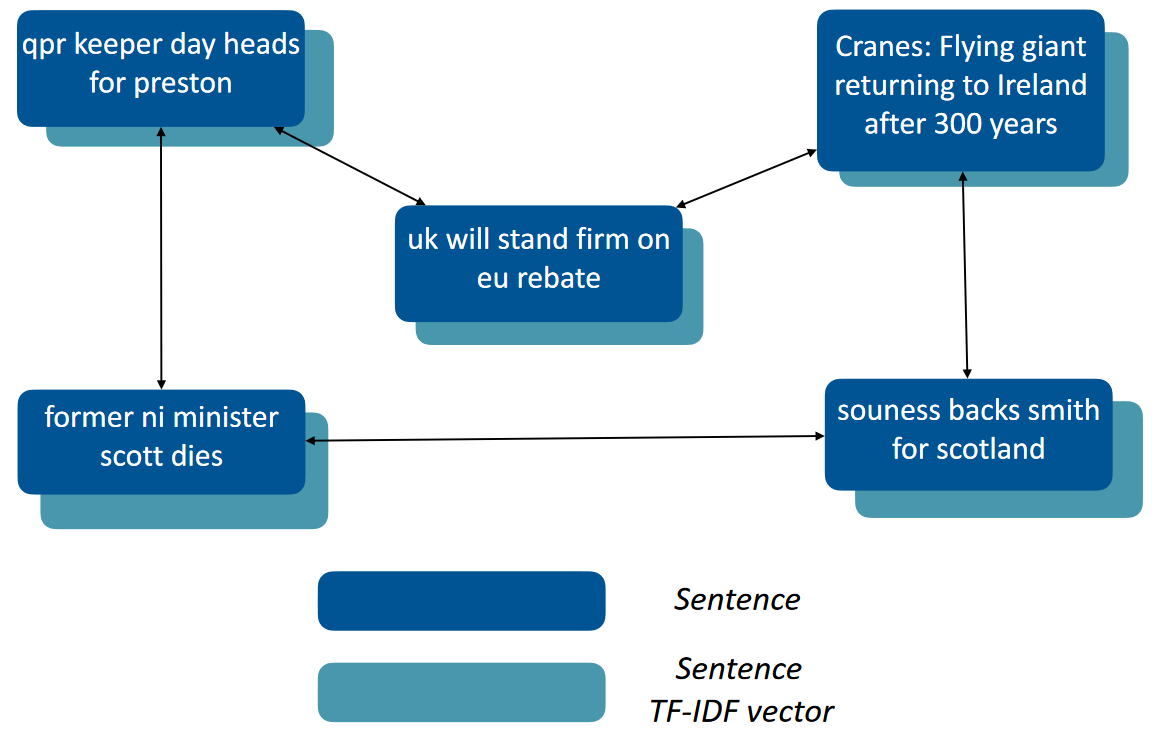 qpr keeper day heads
for preston
Cranes: Flying giant
returning to Ireland
after 300 years
uk will stand firm on
eu rebate
former ni minister
scott dies
souness backs smith
for scotland
Sentence
Sentence
TF-IDF vector